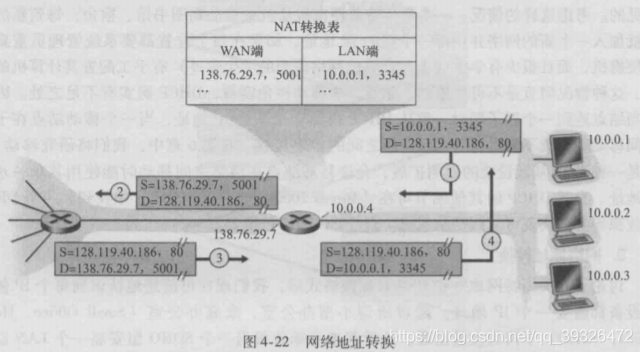 NAT转换表
WAN端 LAN端
138.76.29.7, 5001 10.0.0.1, 3345
... ...
S=10.0.0.1, 3345
D=128.119.40.186, 80
10.0.0.1
1
2
S=138.76.29.7, 5001
D=128.119.40.186, 80
10.0.0.4
10.0.0.2
138.76.29.7
4
S=128.119.40.186, 80
D=138.76.29.7, 5001
3
S=128.119.40.186, 80
D=10.0.0.1, 3345
10.0.0.3
图4-22 网络地址转换
https://blog.csdn.net/qq_39326472